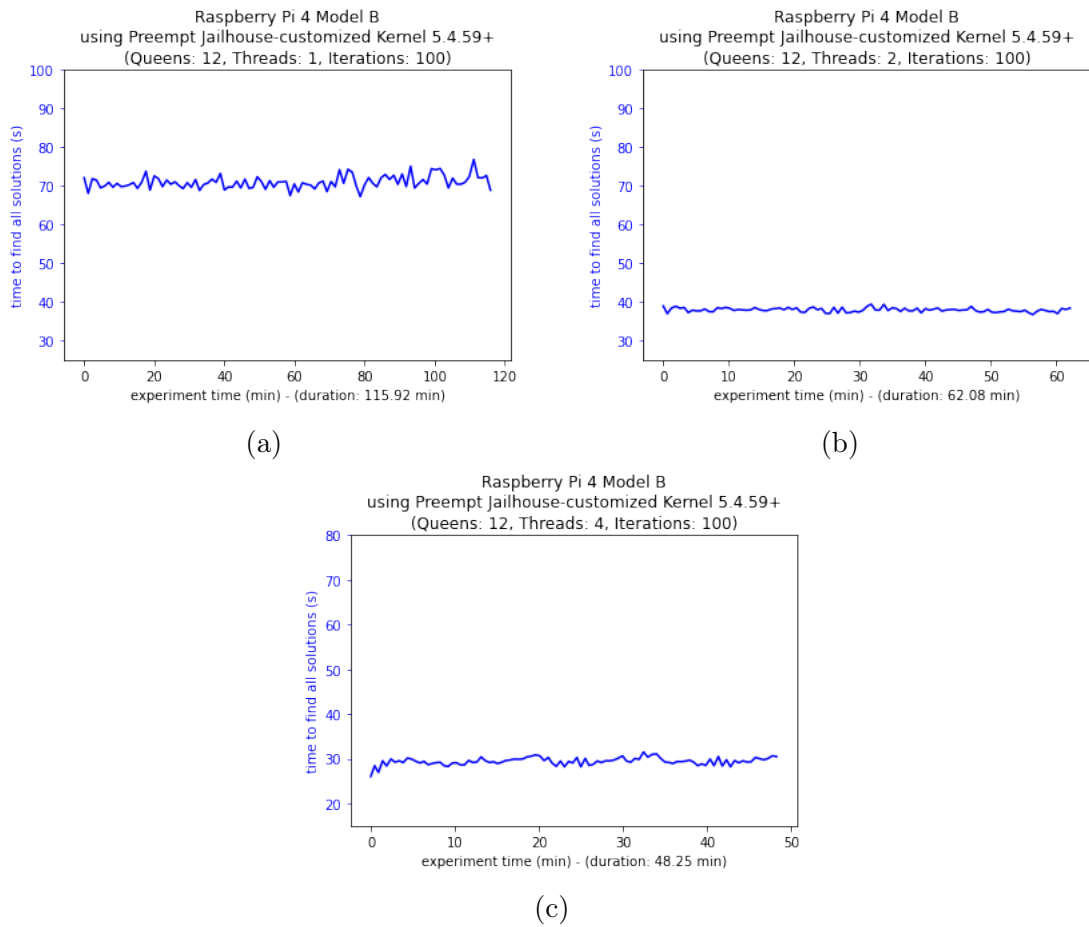 Raspberry Pi 4 Model B
using Preempt Jailhouse-customized Kernel 5.4.59+
(Queens: 12, Threads: 1, Iterations: 100)
100
90
80
70
60
50
40
30
time to find all solutions (s)
0
20
40
60
80
100
120
experiment time (min) - (duration: 115.92 min)
(a)
Raspberry Pi 4 Model B
using Preempt Jailhouse-customized Kernel 5.4.59+
(Queens: 12, Threads: 2, Iterations: 100)
100
90
80
70
60
50
40
30
time to find all solutions (s)
0
10
20
30
40
50
60
experiment time (min) - (duration: 62.08 min)
(b)
Raspberry Pi 4 Model B
using Preempt Jailhouse-customized Kernel 5.4.59+
(Queens: 12, Threads: 4, Iterations: 100)
80
70
60
50
40
30
20
time to find all solutions (s)
0
10
20
30
40
50
experiment time (min) - (duration: 48.25 min)
(c)